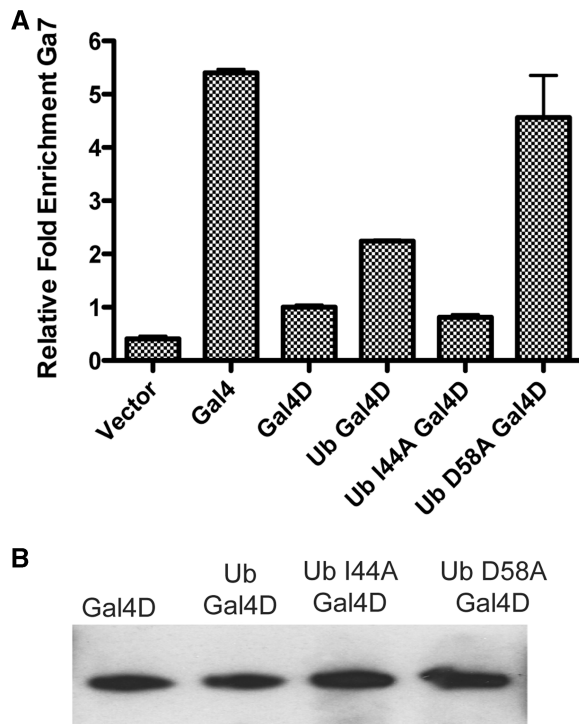 A
Relative Fold Enrichment Ga7
6
5
4
3
2
1
0
Vector
Gal4
Gal4D
Ub Gal4D
Ub I44A Gal4D
Ub D58A Gal4D
B
Gal4D
Ub
Gal4D
Ub I44A
Gal4D
Ub D58A
Gal4D